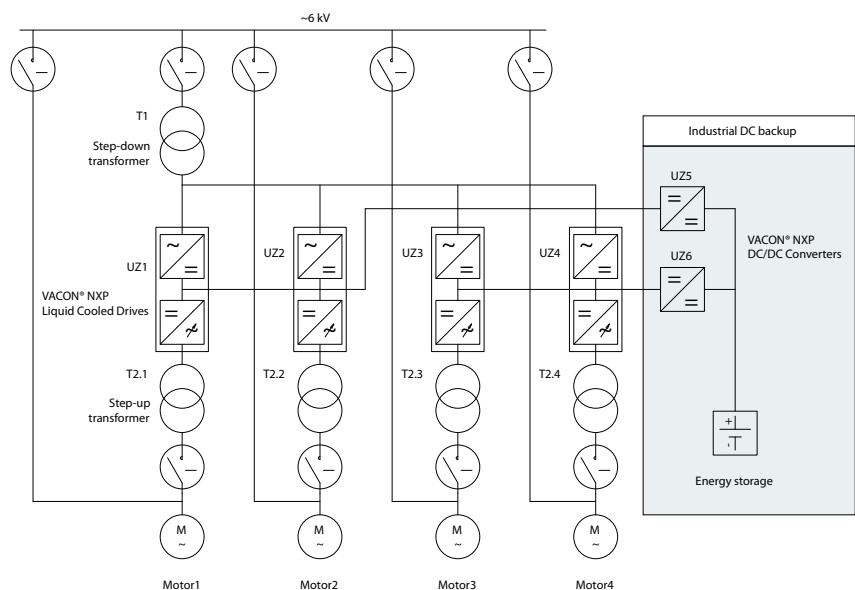 ~6 kV
T1
Step-down
transformer
Industrial DC backup
UZ5
UZ1
UZ2
UZ3
UZ4
~
=
~
=
~
=
~
=
=
=
VACON® NXP
DC/DC Converters
UZ6
=
=
VACON® NXP
Liquid Cooled Drives
=
~
=
~
=
~
=
~
T2.1
T2.2
T2.3
T2.4
Step-up
transformer
+
Energy storage
M
~
M
~
M
~
M
~
Motor1
Motor2
Motor3
Motor4